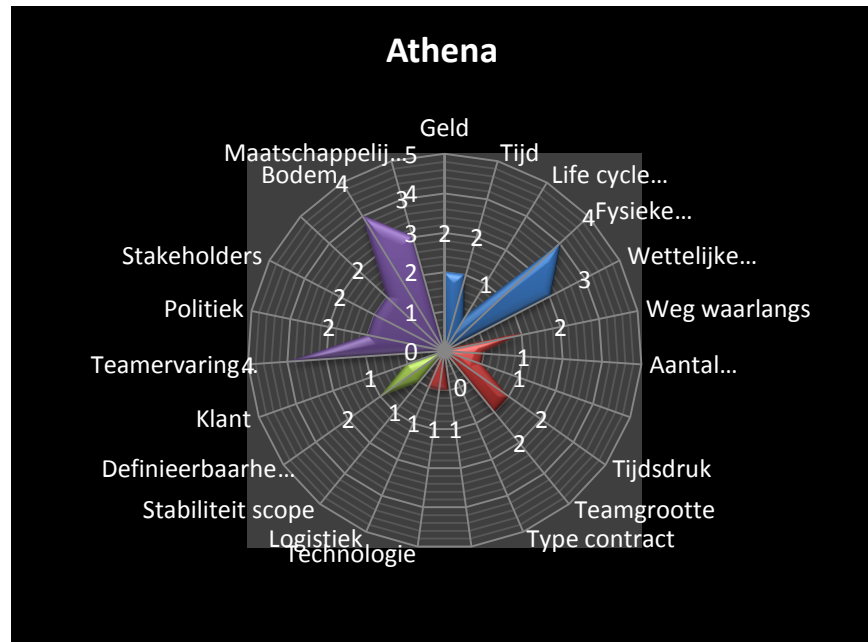 Athena
Geld
Tijd
Life cycle...
Fysieke...
Wettelijke...
Weg waarlangs
Aantal...
Tijdsdruk
Teamgrootte
Type contract
Technologie
Logistiek
Stabiliteit scope
Definieerbaarhe...
Klant
Teamervaring...
Politiek
Stakeholders
Bodem
Maatschappelij...
5
4
3
2
1
0
2
2
1
4
3
2
1
1
2
2
0
1
1
1
1
2
1
4
2
2
2
4
3